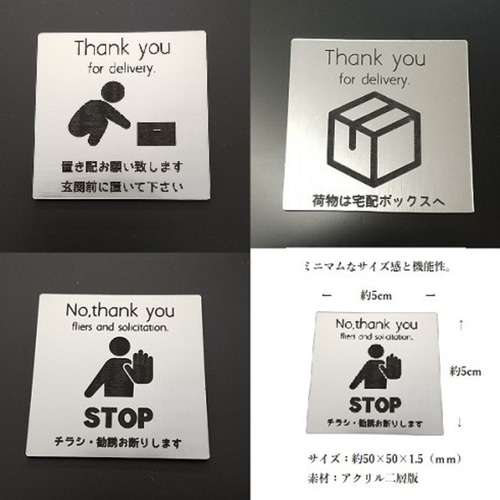 Thank you
for delivery.
置き配お願い致します
玄関前に置いて下さい
Thank you
for delivery.
荷物は宅配ボックスへ
No,thank you
fliers and solicitation.
STOP
チラシ・勧誘お断りします
ミニマムなサイズ感と機能性。
← 約5cm →
No,thank you
fliers and solicitation.
STOP
チラシ・勧誘お断りします
↑
約5cm
↓
サイズ:約50×50×1.5(mm)
素材:アクリル二層版